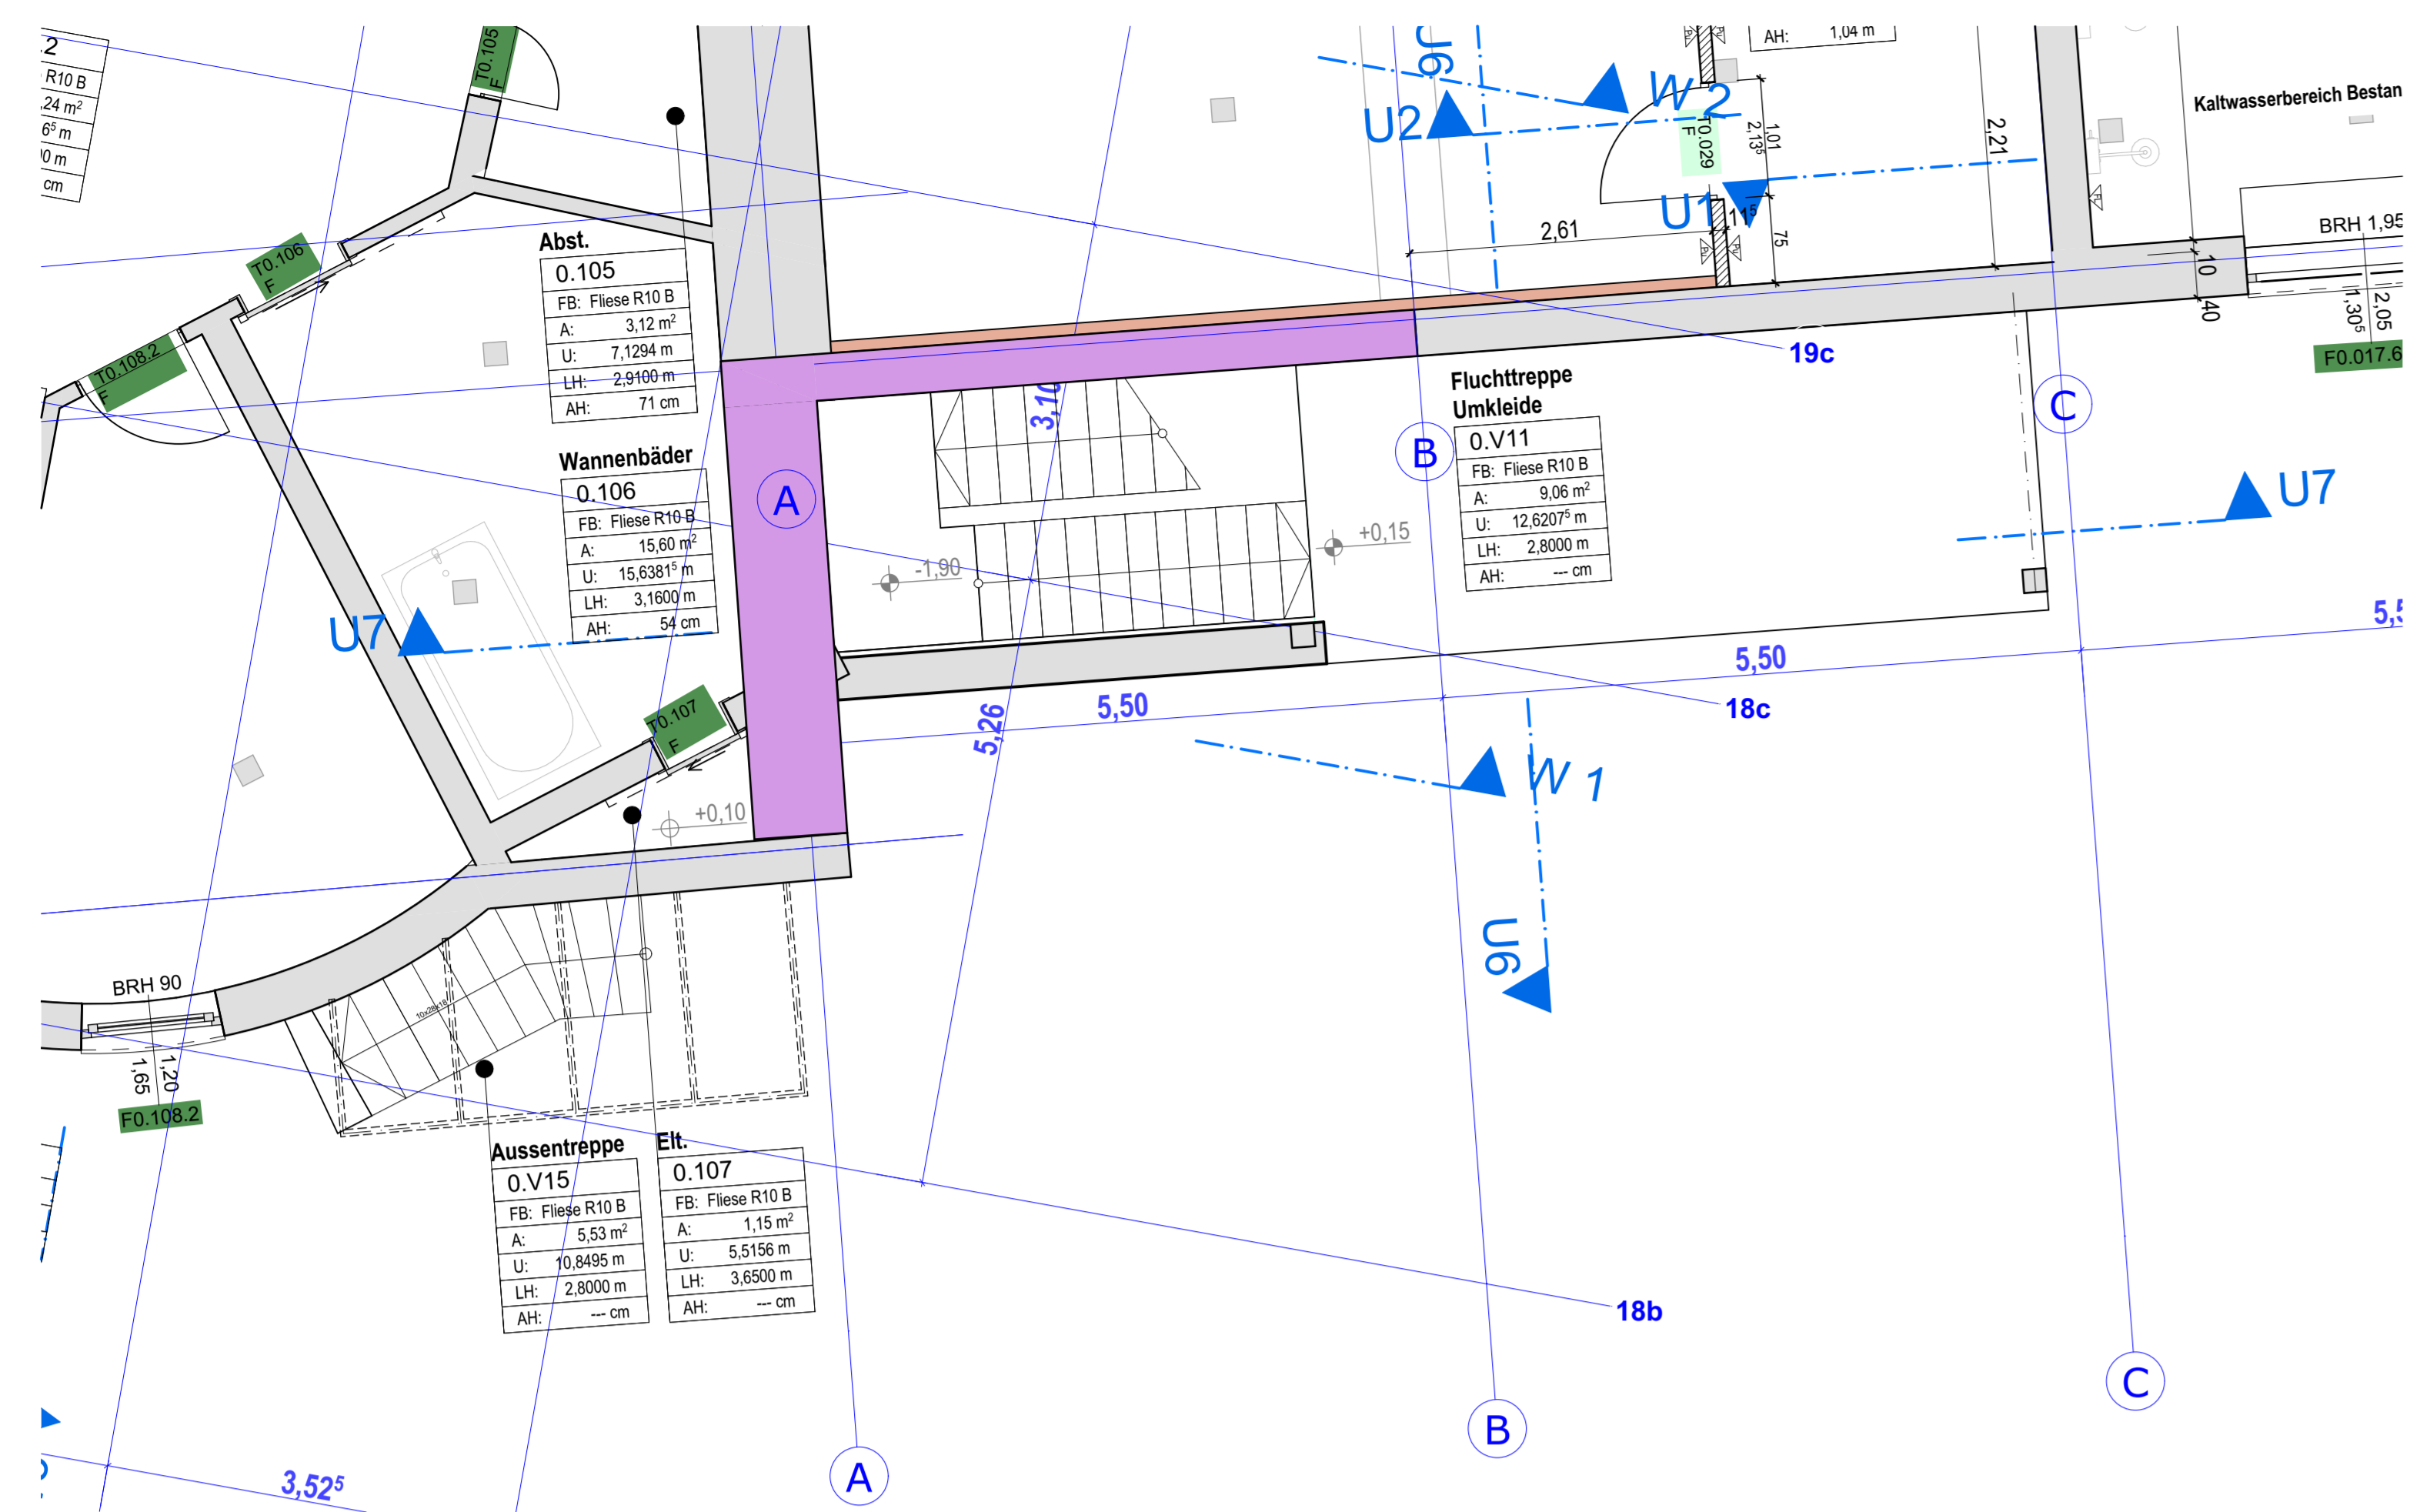 .2
R10 B
,24 m²
6⁵ m
0 m
cm
T0.105
F
T0.106
F
T0.108.2
F
Abst.
0.105
FB: Fliese R10 B
A: 3,12 m²
U: 7,1294 m
LH: 2,9100 m
AH: 71 cm
Wannenbäder
0.106
FB: Fliese R10 B
A: 15,60 m²
U: 15,6381⁵ m
LH: 3,1600 m
AH: 54 cm
U7
T0.107
F
+0,10
A
3,10
-1,90
+0,15
5,26
5,50
U6
U2
W 2
T0.029
F
1,01
2,13⁵
U1
11⁵
75
2,61
AH: 1,04 m
2,21
Kaltwasserbereich Bestan
BRH 1,95
10
40
1,30⁵
2,05
F0.017.6
19c
Fluchttreppe
Umkleide
0.V11
FB: Fliese R10 B
A: 9,06 m²
U: 12,6207⁵ m
LH: 2,8000 m
AH: --- cm
B
C
U7
5,50
5,5
18c
W 1
U6
BRH 90
1,65
1,20
F0.108.2
10x28x18
Aussentreppe
0.V15
FB: Fliese R10 B
A: 5,53 m²
U: 10,8495 m
LH: 2,8000 m
AH: --- cm
Elt.
0.107
FB: Fliese R10 B
A: 1,15 m²
U: 5,5156 m
LH: 3,6500 m
AH: --- cm
18b
3,52⁵
A
B
C